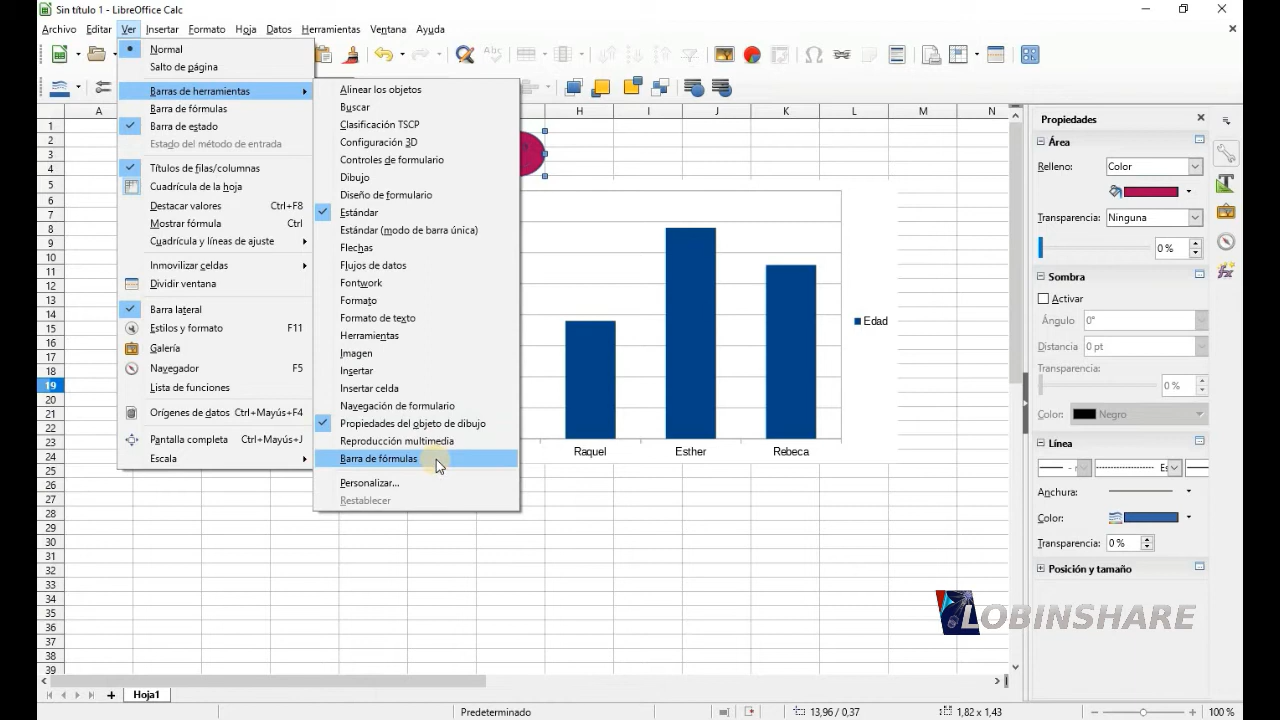 Sin título 1 - LibreOffice Calc
Archivo Editar Ver Insertar Formato Hoja Datos Herramientas Ventana Ayuda
Normal
Salto de página
Barras de herramientas
Barra de fórmulas
Barra de estado
Estado del método de entrada
Títulos de filas/columnas
Cuadrícula de la hoja
Destacar valores Ctrl+F8
Mostrar fórmula Ctrl
Cuadrícula y líneas de ajuste
Inmovilizar celdas
Dividir ventana
Barra lateral
Estilos y formato F11
Galería
Navegador F5
Lista de funciones
Orígenes de datos Ctrl+Mayús+F4
Pantalla completa Ctrl+Mayús+J
Escala
Alinear los objetos
Buscar
Clasificación TSCP
Configuración 3D
Controles de formulario
Dibujo
Diseño de formulario
Estándar
Estándar (modo de barra única)
Flechas
Flujos de datos
Fontwork
Formato
Formato de texto
Herramientas
Imagen
Insertar
Insertar celda
Navegación de formulario
Propiedades del objeto de dibujo
Reproducción multimedia
Barra de fórmulas
Personalizar...
Restablecer
A H I J K L M N
1
2
3
4
5
6
7
8
9
10
11
12
13
14
15
16
17
18
19
20
21
22
23
24
25
26
27
28
29
30
31
32
33
34
35
36
37
38
39
Edad
Raquel Esther Rebeca
Propiedades
Área
Relleno: Color
Transparencia: Ninguna
0 %
Sombra
Activar
Ángulo 0°
Distancia 0 pt
Transparencia:
0 %
Color: Negro
Línea
Anchura:
Color:
Transparencia: 0 %
Posición y tamaño
LOBINSHARE
Hoja1
Predeterminado 13,96 / 0,37 1,82 x 1,43 100 %